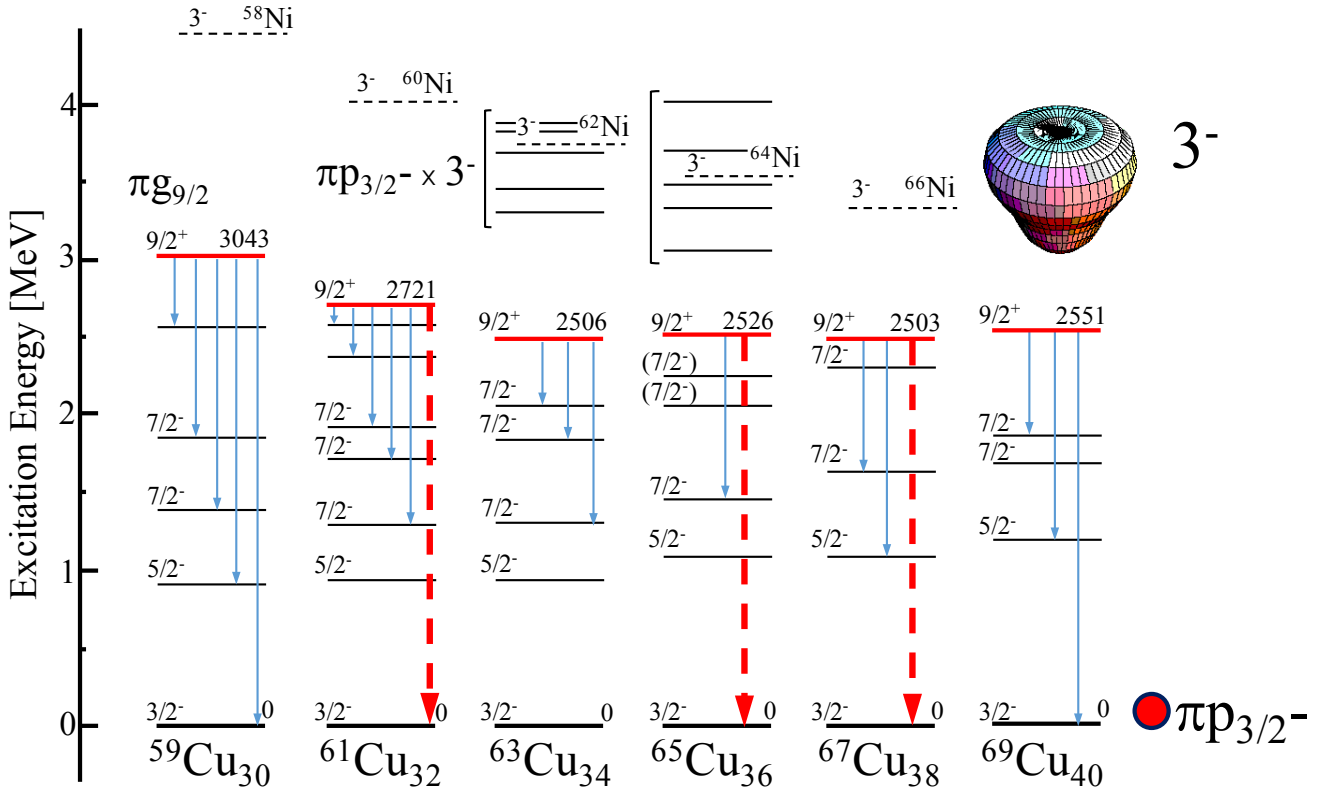 3⁻ ⁵⁸Ni
3⁻ ⁶⁰Ni
3⁻ ⁶²Ni
3⁻ ⁶⁴Ni
3⁻ ⁶⁶Ni
3⁻
πg9/2
πp3/2⁻ x 3⁻
Excitation Energy [MeV]
4
3
2
1
0
9/2⁺ 3043
7/2⁻
7/2⁻
5/2⁻
3/2⁻ 0
⁵⁹Cu₃₀
9/2⁺ 2721
7/2⁻
7/2⁻
7/2⁻
5/2⁻
3/2⁻ 0
⁶¹Cu₃₂
9/2⁺ 2506
7/2⁻
7/2⁻
7/2⁻
5/2⁻
3/2⁻ 0
⁶³Cu₃₄
9/2⁺ 2526
(7/2⁻)
(7/2⁻)
7/2⁻
5/2⁻
3/2⁻ 0
⁶⁵Cu₃₆
9/2⁺ 2503
7/2⁻
7/2⁻
5/2⁻
3/2⁻ 0
⁶⁷Cu₃₈
9/2⁺ 2551
7/2⁻
7/2⁻
5/2⁻
3/2⁻ 0
⁶⁹Cu₄₀
πp3/2⁻